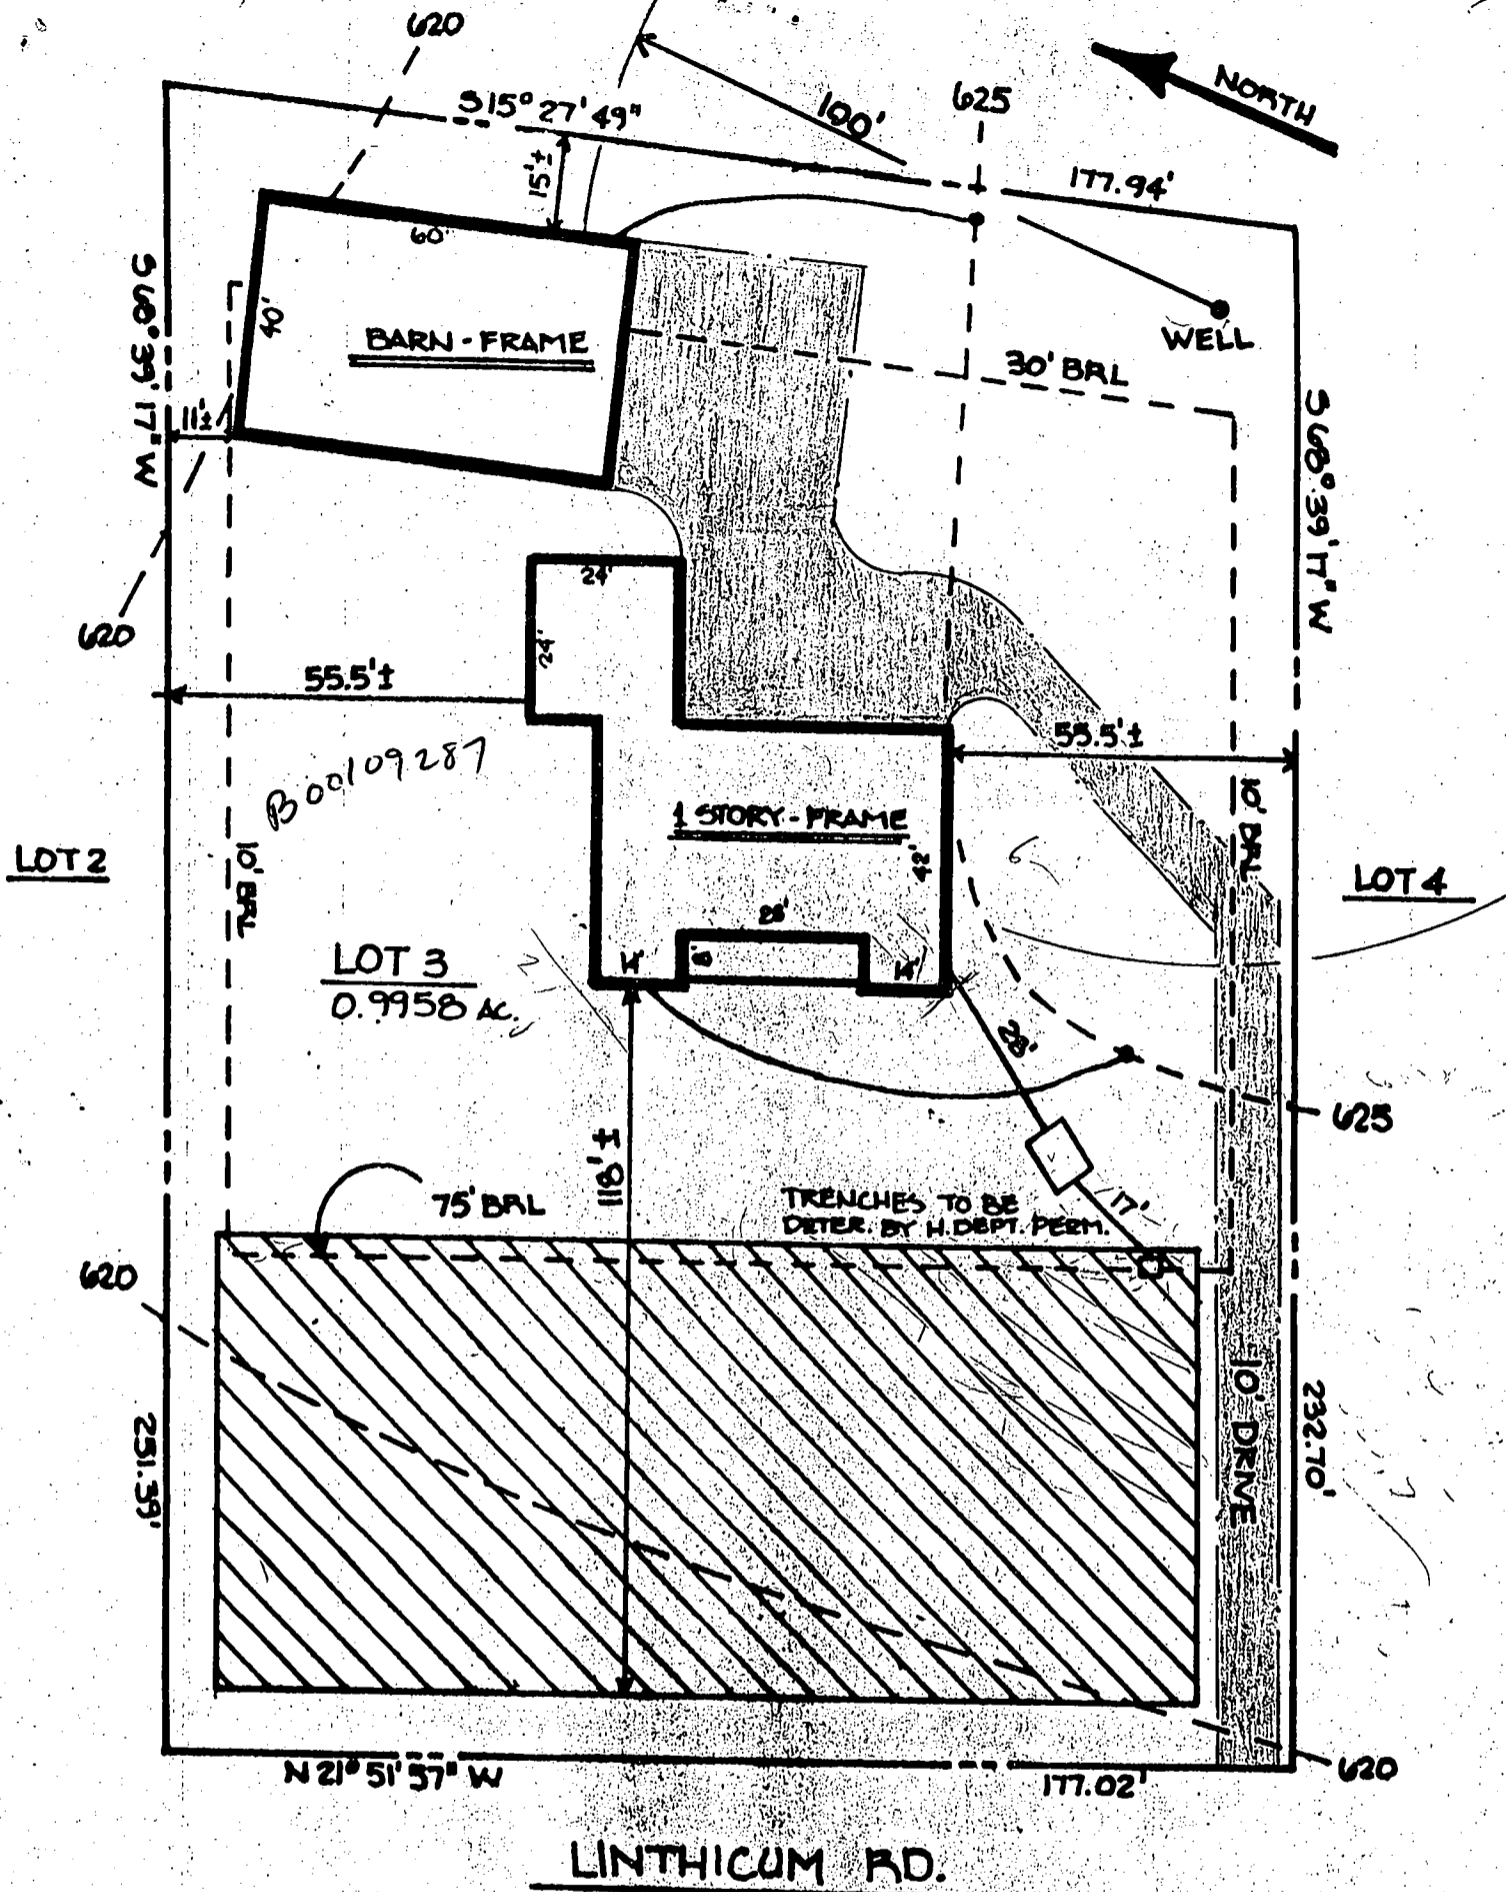 620
NORTH
625
100'
S15° 27' 49"
177.94'
15'±
60'
40'
BARN - FRAME
WELL
30' BRL
S 68° 39' 17" W
S 68° 39' 17" W
11'±
24'
24'
620
55.5'±
55.5'±
B00109287
1 STORY - FRAME
42'
10' BRL
10' BRL
LOT 2
LOT 4
28'
8'
14'
14'
LOT 3
0.9958 AC.
28'
625
118' ±
75' BRL
TRENCHES TO BE
DETER. BY H. DEPT. PERM.
17'
620
10' DRIVE
251.39'
232.70'
620
N 21° 51' 57" W
177.02'
LINTHICUM RD.